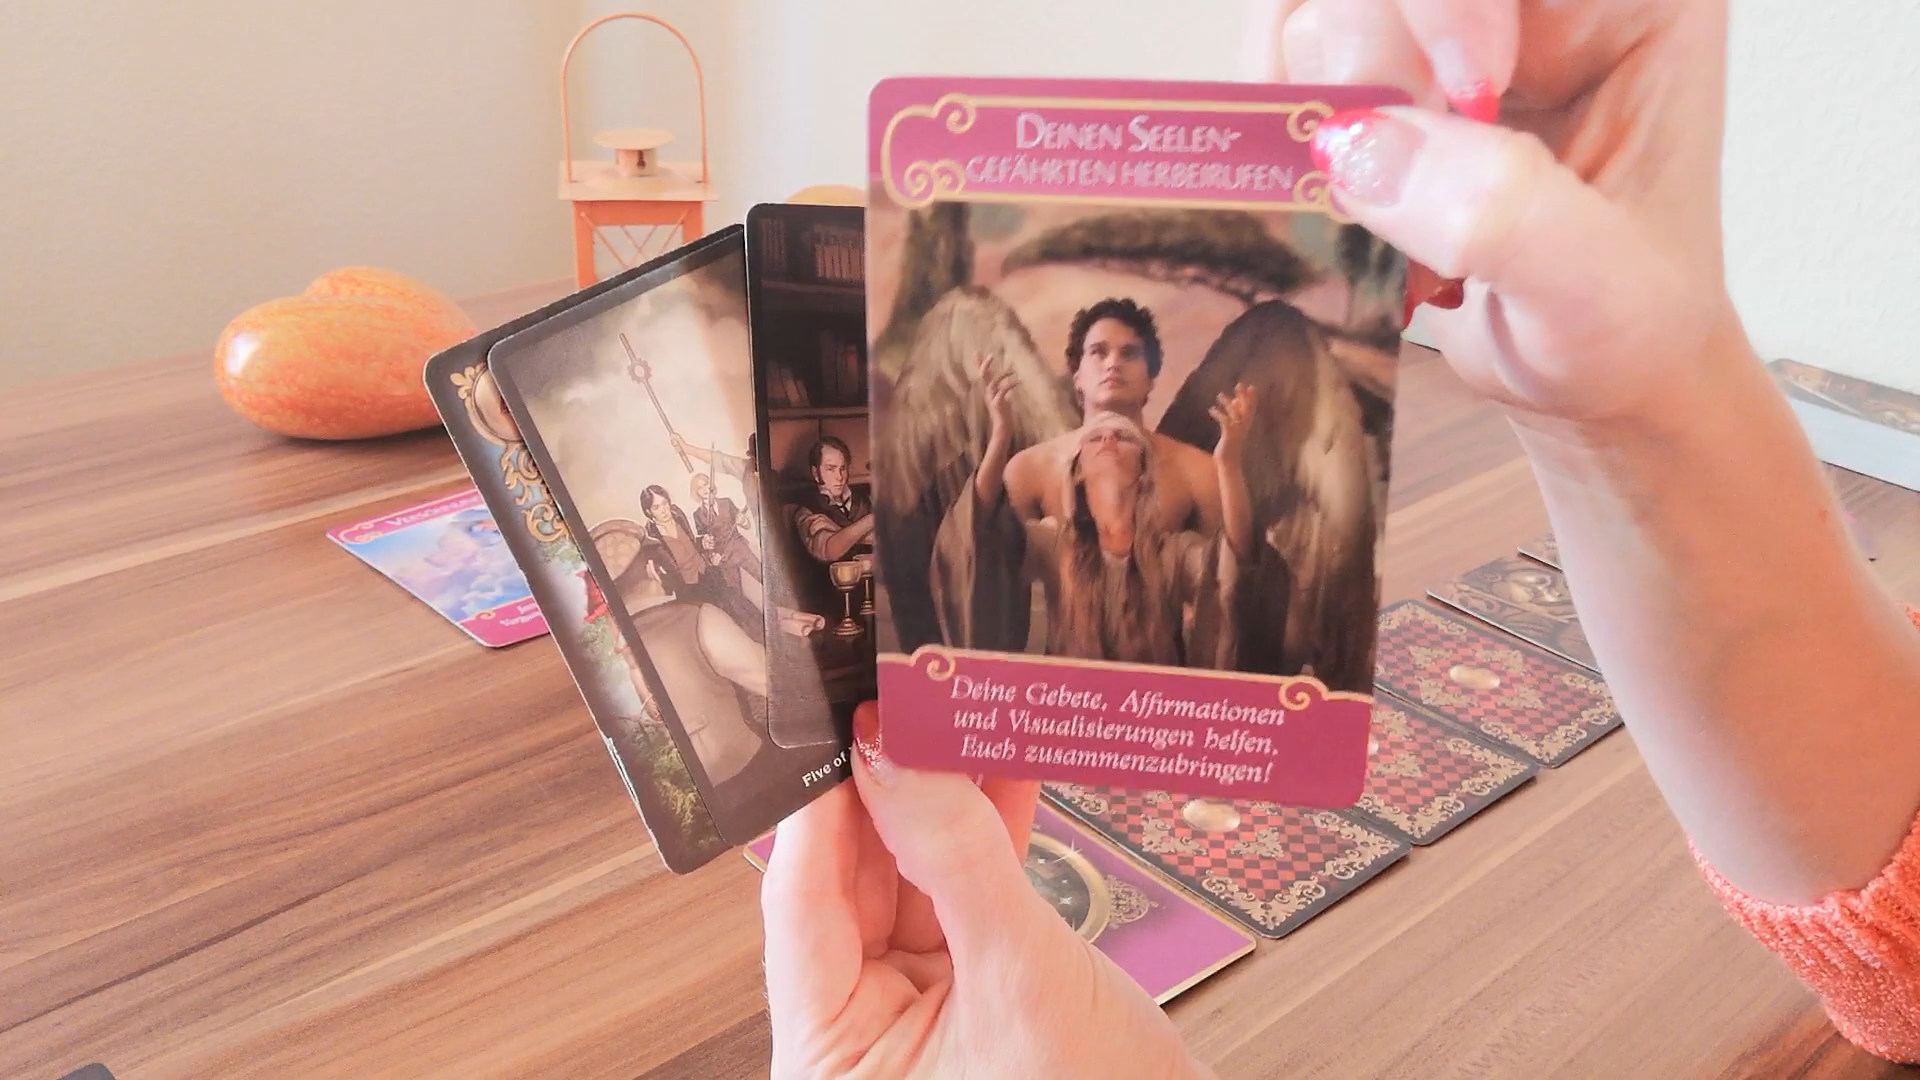 DEINEN SEELEN-
GEFÄHRTEN HERBEIRUFEN
Deine Gebete, Affirmationen
und Visualisierungen helfen,
Euch zusammenzubringen!
Five of